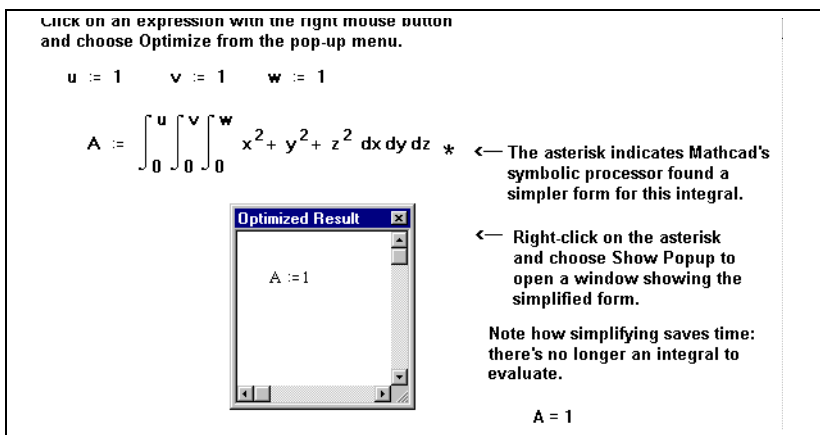 Click on an expression with the right mouse button
and choose Optimize from the pop-up menu.
u := 1 v := 1 w := 1
A := ∫₀ᵘ ∫₀ᵛ ∫₀ʷ x² + y² + z² dx dy dz *
<— The asterisk indicates Mathcad's
symbolic processor found a
simpler form for this integral.
Optimized Result
A := 1
<— Right-click on the asterisk
and choose Show Popup to
open a window showing the
simplified form.
Note how simplifying saves time:
there's no longer an integral to
evaluate.
A = 1